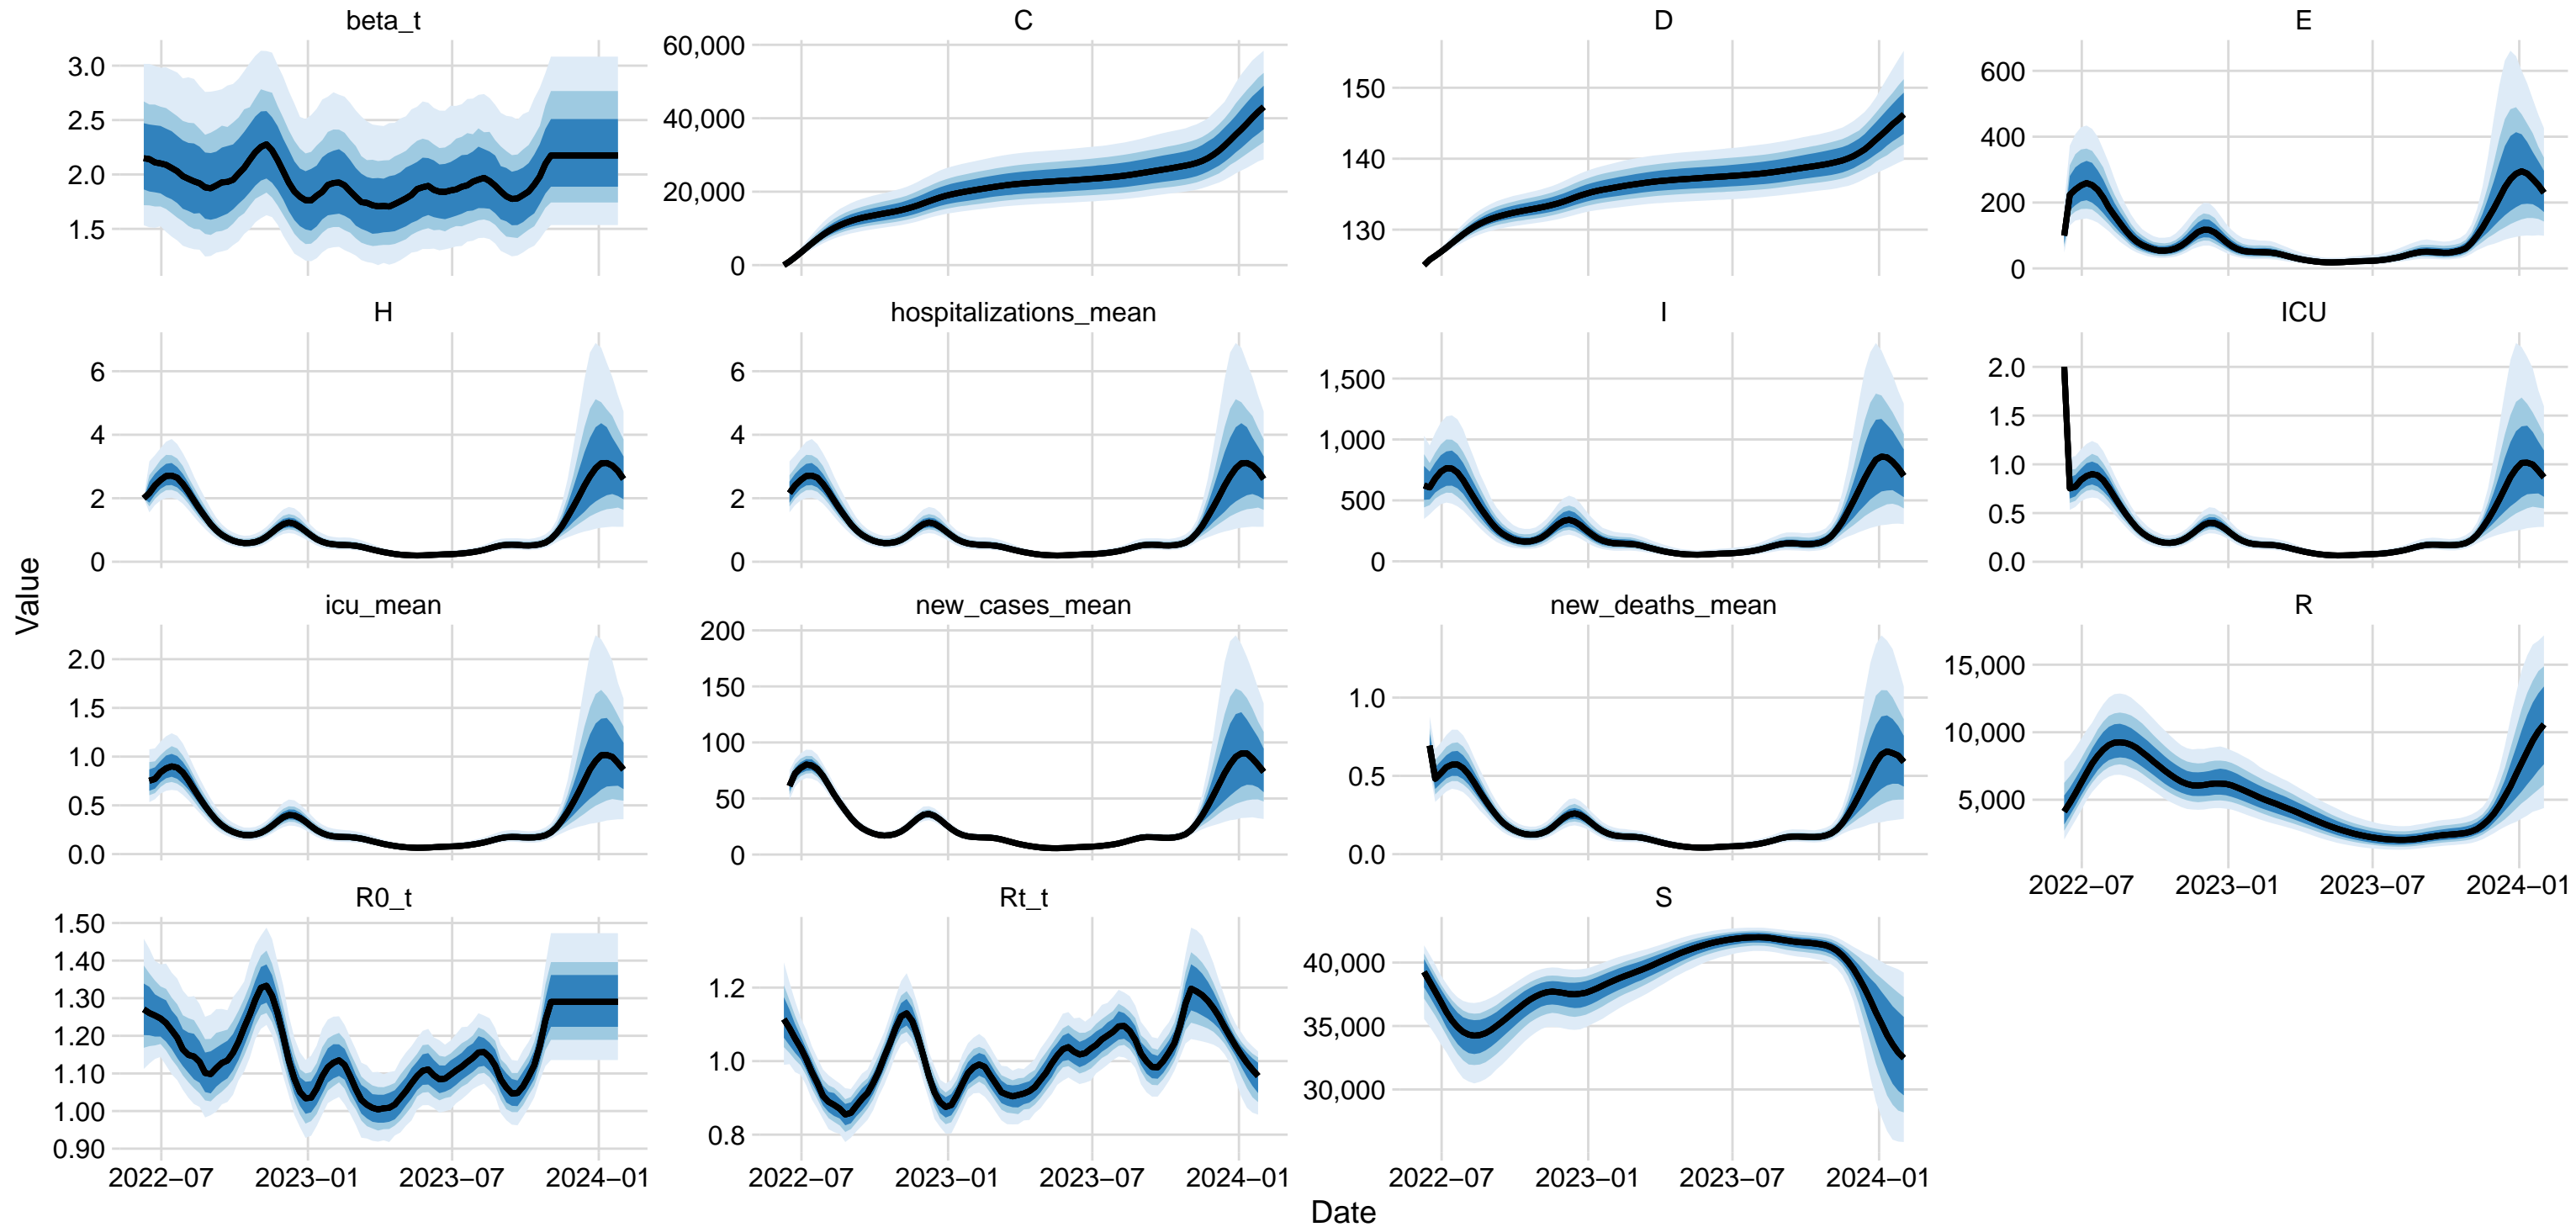 beta_t
C
D
E
3.0
2.5
2.0
1.5
60,000
40,000
20,000
0
150
140
130
600
400
200
0
H
hospitalizations_mean
I
ICU
6
4
2
0
6
4
2
0
1,500
1,000
500
0
2.0
1.5
1.0
0.5
0.0
Value
icu_mean
new_cases_mean
new_deaths_mean
R
2.0
1.5
1.0
0.5
0.0
200
150
100
50
0
1.0
0.5
0.0
15,000
10,000
5,000
2022−07 2023−01 2023−07 2024−01
R0_t
Rt_t
S
1.50
1.40
1.30
1.20
1.10
1.00
0.90
1.2
1.0
0.8
40,000
35,000
30,000
2022−07 2023−01 2023−07 2024−01
2022−07 2023−01 2023−07 2024−01
2022−07 2023−01 2023−07 2024−01
Date